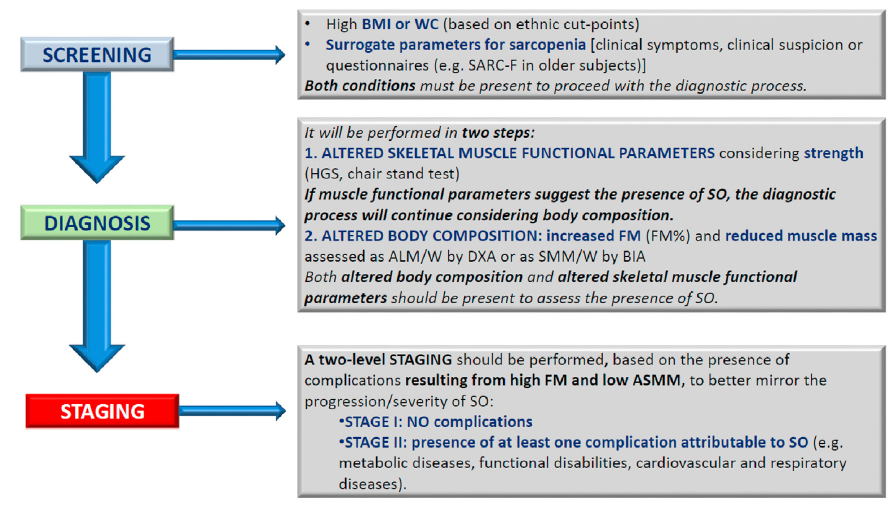 SCREENING
• High BMI or WC (based on ethnic cut-points)
• Surrogate parameters for sarcopenia [clinical symptoms, clinical suspicion or
questionnaires (e.g. SARC-F in older subjects)]
Both conditions must be present to proceed with the diagnostic process.
DIAGNOSIS
It will be performed in two steps:
1. ALTERED SKELETAL MUSCLE FUNCTIONAL PARAMETERS considering strength
(HGS, chair stand test)
If muscle functional parameters suggest the presence of SO, the diagnostic
process will continue considering body composition.
2. ALTERED BODY COMPOSITION: increased FM (FM%) and reduced muscle mass
assessed as ALM/W by DXA or as SMM/W by BIA
Both altered body composition and altered skeletal muscle functional
parameters should be present to assess the presence of SO.
STAGING
A two-level STAGING should be performed, based on the presence of
complications resulting from high FM and low ASMM, to better mirror the
progression/severity of SO:
•STAGE I: NO complications
•STAGE II: presence of at least one complication attributable to SO (e.g.
metabolic diseases, functional disabilities, cardiovascular and respiratory
diseases).